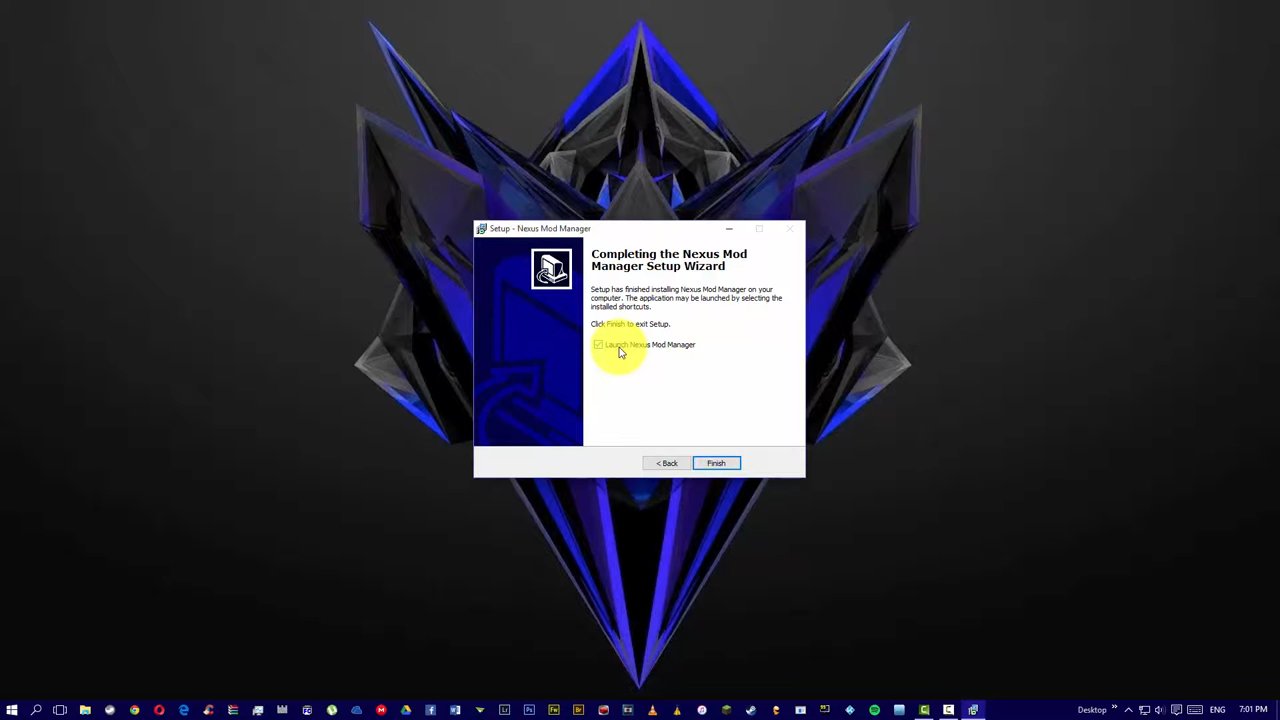 Setup - Nexus Mod Manager
Completing the Nexus Mod
Manager Setup Wizard
Setup has finished installing Nexus Mod Manager on your
computer. The application may be launched by selecting the
installed shortcuts.
Click Finish to exit Setup.
Launch Nexus Mod Manager
< Back
Finish
Desktop
ENG
7:01 PM